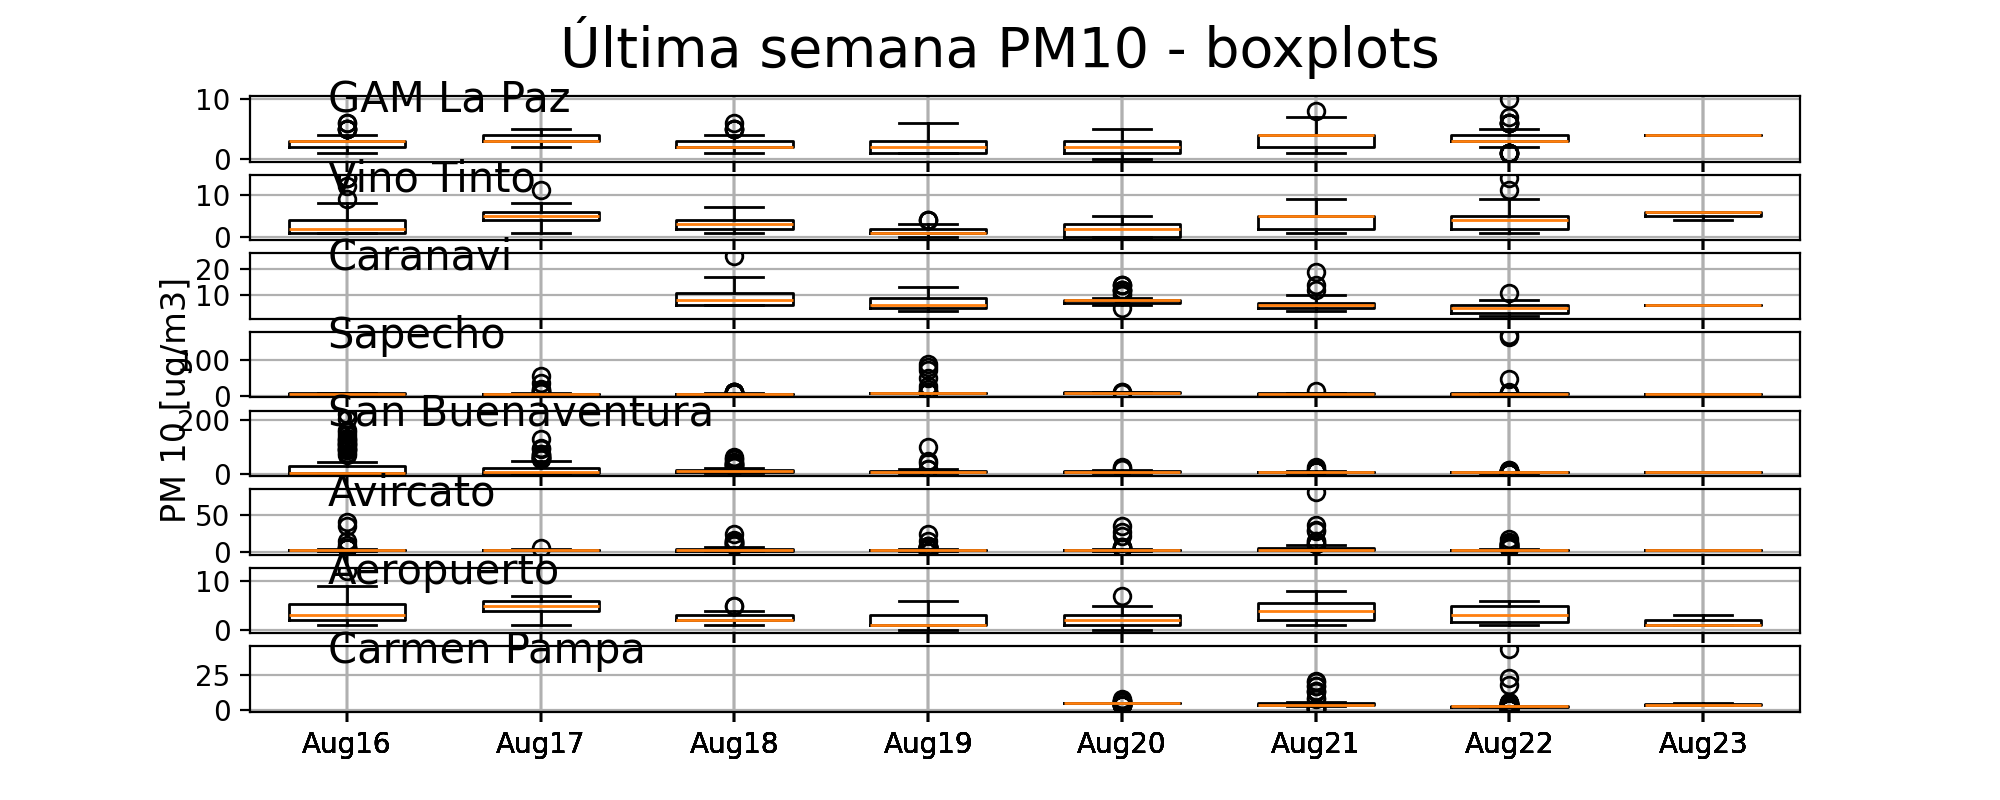 Última semana PM10 - boxplots
PM 10 [ug/m3]
GAM La Paz
10
0
Vino Tinto
10
0
Caranavi
20
10
Sapecho
100
0
San Buenaventura
200
0
Avircato
50
0
Aeropuerto
10
0
Carmen Pampa
25
0
Aug16 Aug17 Aug18 Aug19 Aug20 Aug21 Aug22 Aug23